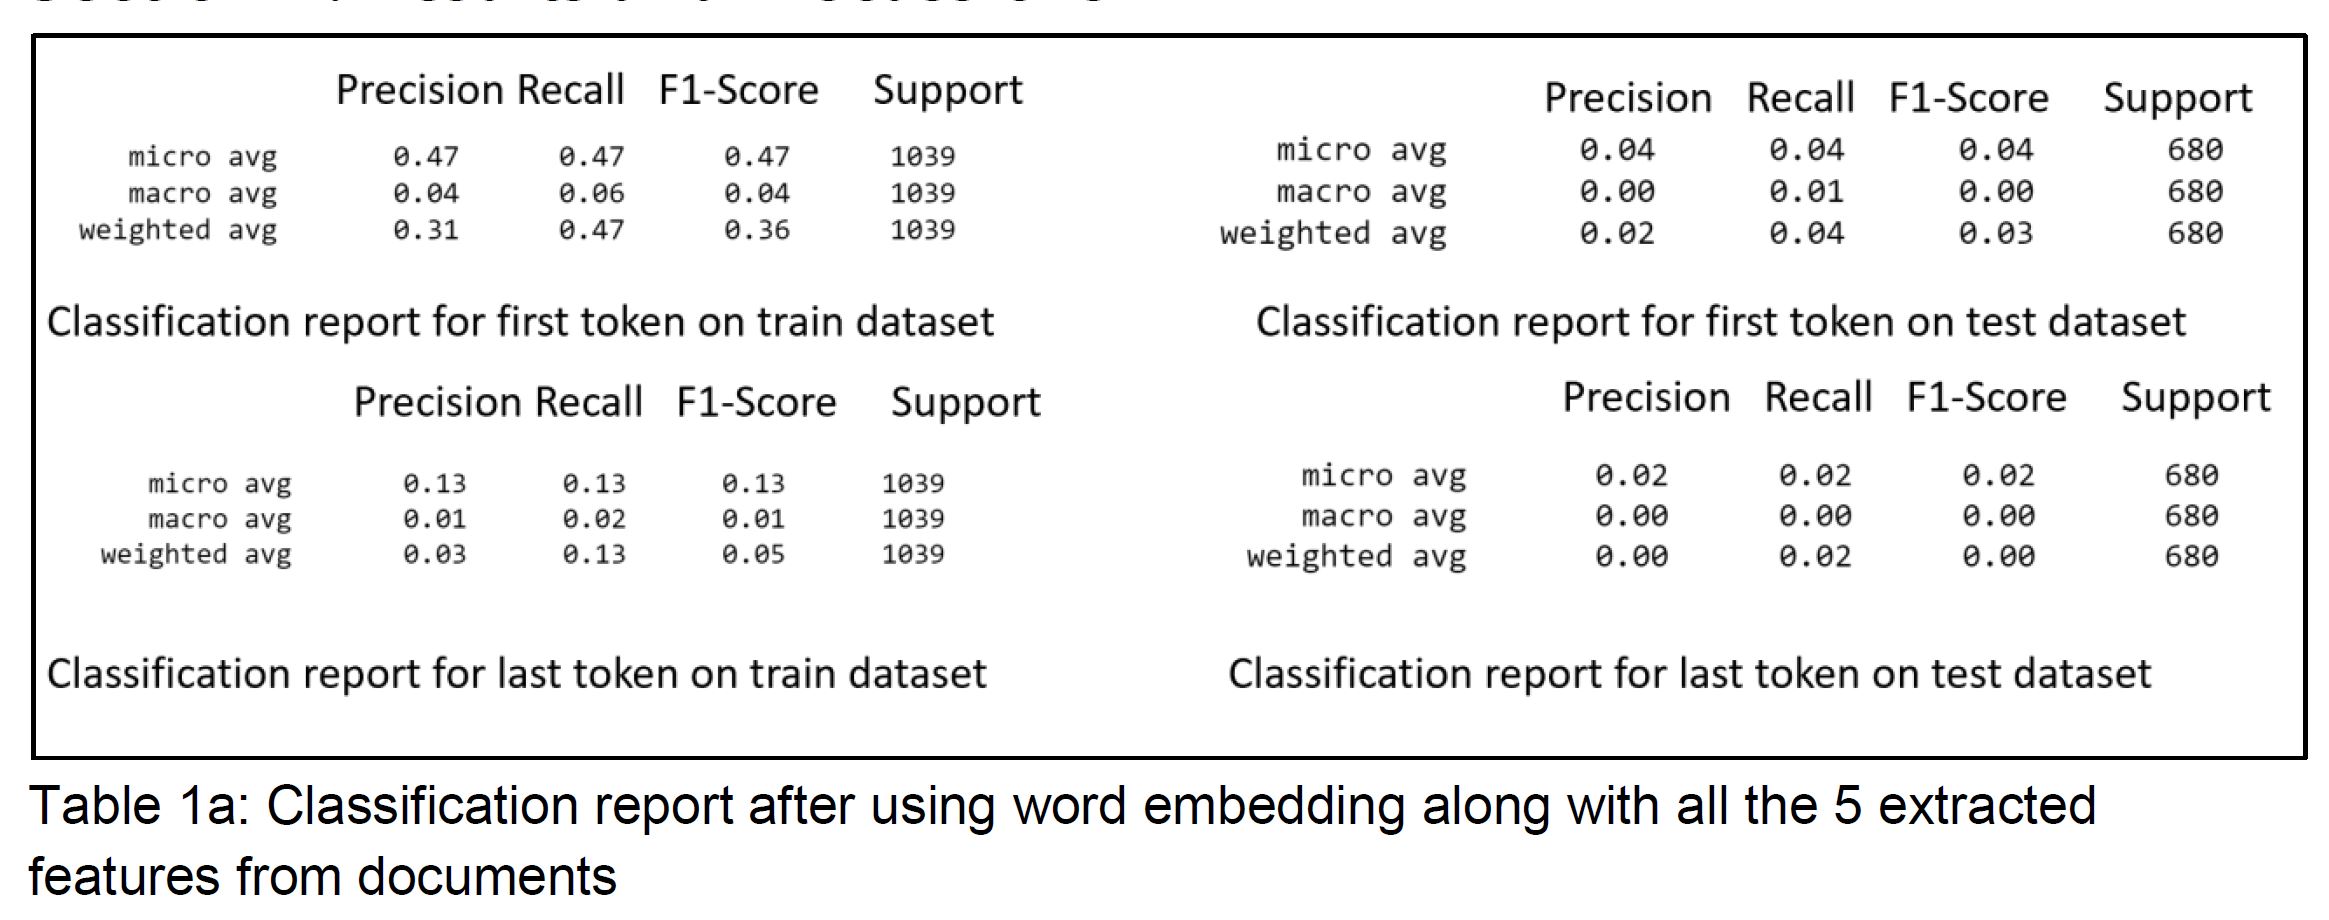 Precision Recall F1-Score Support
micro avg 0.47 0.47 0.47 1039
macro avg 0.04 0.06 0.04 1039
weighted avg 0.31 0.47 0.36 1039
Classification report for first token on train dataset
Precision Recall F1-Score Support
micro avg 0.04 0.04 0.04 680
macro avg 0.00 0.01 0.00 680
weighted avg 0.02 0.04 0.03 680
Classification report for first token on test dataset
Precision Recall F1-Score Support
micro avg 0.13 0.13 0.13 1039
macro avg 0.01 0.02 0.01 1039
weighted avg 0.03 0.13 0.05 1039
Classification report for last token on train dataset
Precision Recall F1-Score Support
micro avg 0.02 0.02 0.02 680
macro avg 0.00 0.00 0.00 680
weighted avg 0.00 0.02 0.00 680
Classification report for last token on test dataset
Table 1a: Classification report after using word embedding along with all the 5 extracted
features from documents